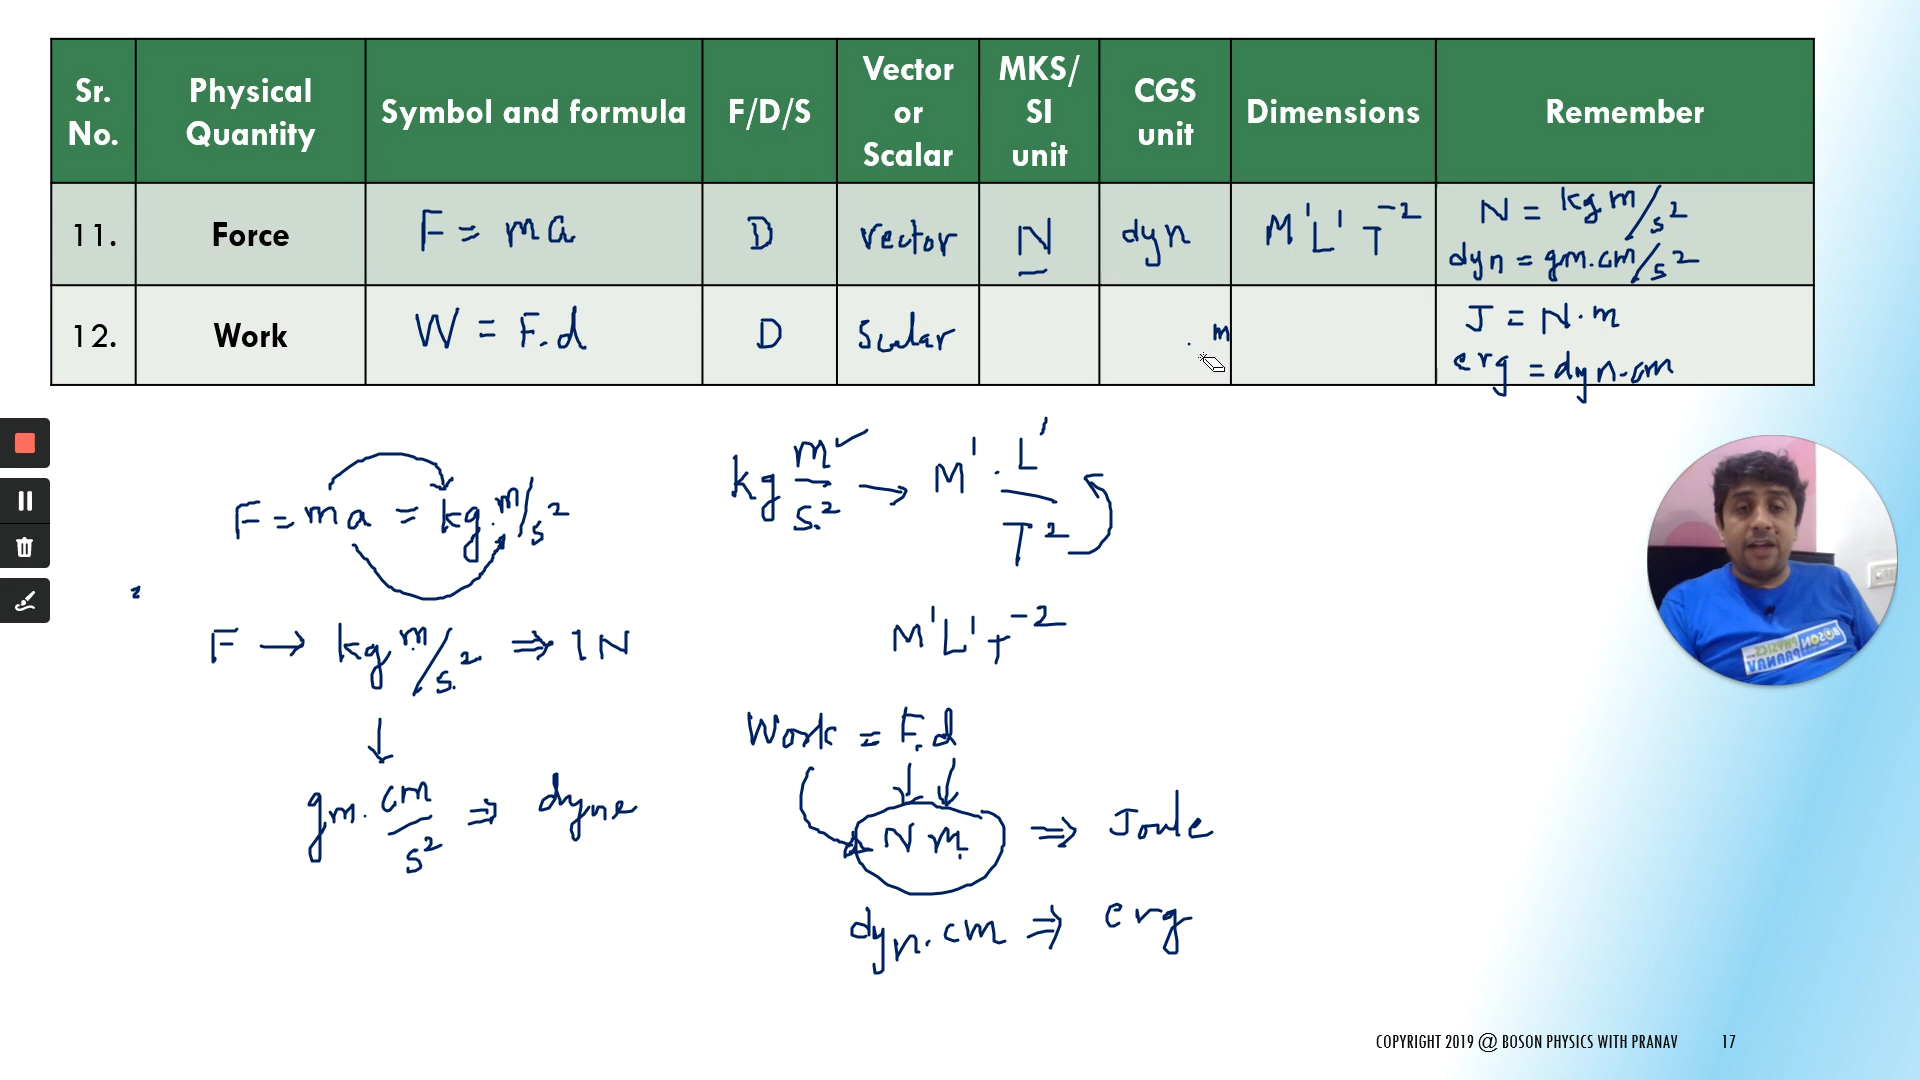 Sr. No. Physical Quantity Symbol and formula F/D/S Vector or Scalar MKS/ SI unit CGS unit Dimensions Remember
11. Force F = ma D vector N dyn M¹L¹T⁻² N = kg m/s²
dyn = gm.cm/s²
12. Work W = F.d D Scalar . m J = N.m
erg = dyn.cm
F = ma = kg.m/s²
kg m/s² → M¹ . L¹/T²
F → kg m/s² ⇒ 1N
M¹L¹T⁻²
Work = F.d
gm. cm/s² ⇒ dyne
N m ⇒ Joule
dyn.cm ⇒ erg
BOSON PHYSICS
PRANAV
COPYRIGHT 2019 @ BOSON PHYSICS WITH PRANAV 17